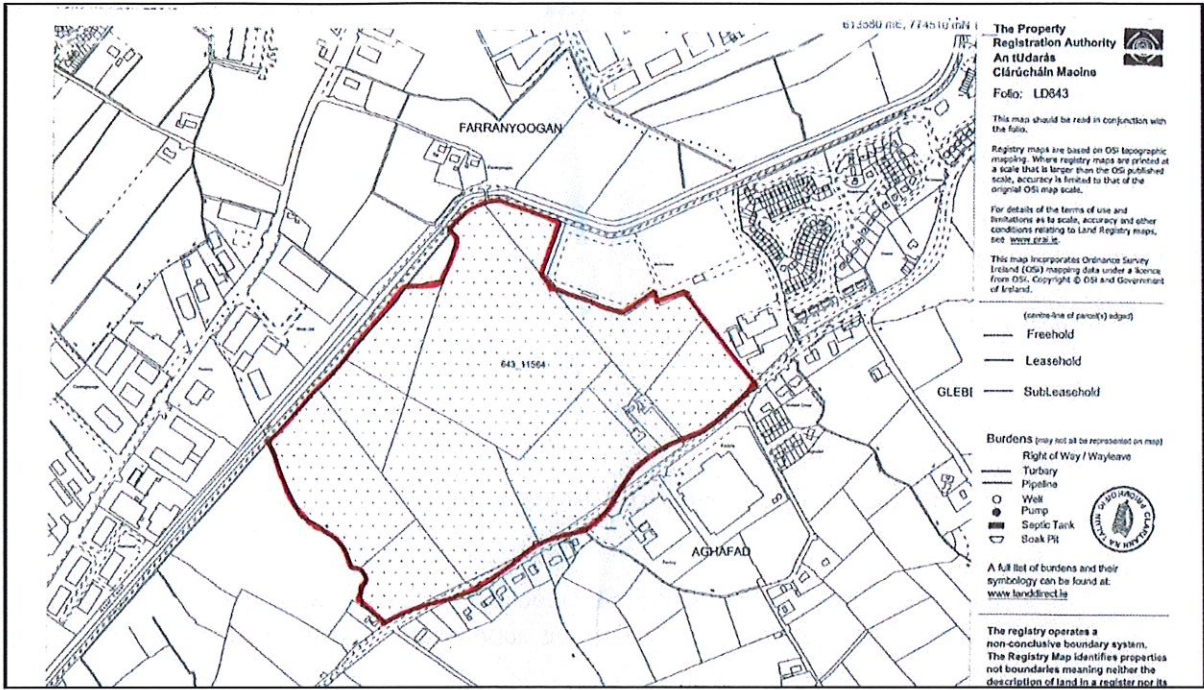 613580 mE, 774510 mN
The Property
Registration Authority
An tUdarás
Clárúcháin Maoine
Folio: LD643
This map should be read in conjunction with
the folio.
Registry maps are based on OSi topographic
mapping. Where registry maps are printed at
a scale that is larger than the OSi published
scale, accuracy is limited to that of the
original OSi map scale.
For details of the terms of use and
limitations as to scale, accuracy and other
conditions relating to Land Registry maps,
see www.prai.ie.
This map incorporates Ordnance Survey
Ireland (OSi) mapping data under a licence
from OSi. Copyright © OSi and Government
of Ireland.
(centre-line of parcel(s) edged)
Freehold
Leasehold
SubLeasehold
Burdens (may not all be represented on map)
Right of Way / Wayleave
Turbary
Pipeline
Well
Pump
Septic Tank
Soak Pit
A full list of burdens and their
symbology can be found at:
www.landdirect.ie
The registry operates a
non-conclusive boundary system.
The Registry Map identifies properties
not boundaries meaning neither the
description of land in a register nor its
FARRANYOOGAN
643_11564
GLEBE
AGHAFAD